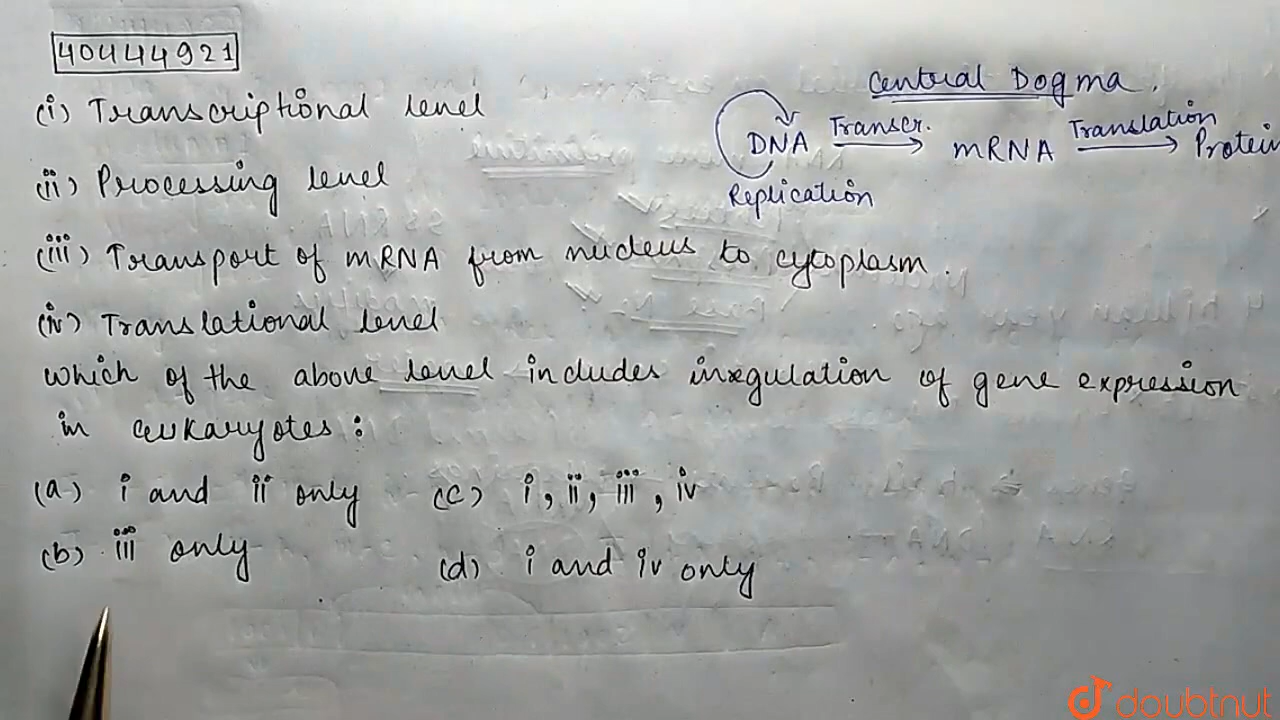 40444921
(i) Transcriptional level
(ii) Processing level
(iii) Transport of mRNA from nucleus to cytoplasm.
(iv) Translational level
which of the above level includes inregulation of gene expression
in eukaryotes :
(a) i and ii only
(b) iii only
(c) i, ii, iii, iv
(d) i and iv only
Central Dogma.
DNA Transcr. mRNA Translation Protein
Replication
doubtnut